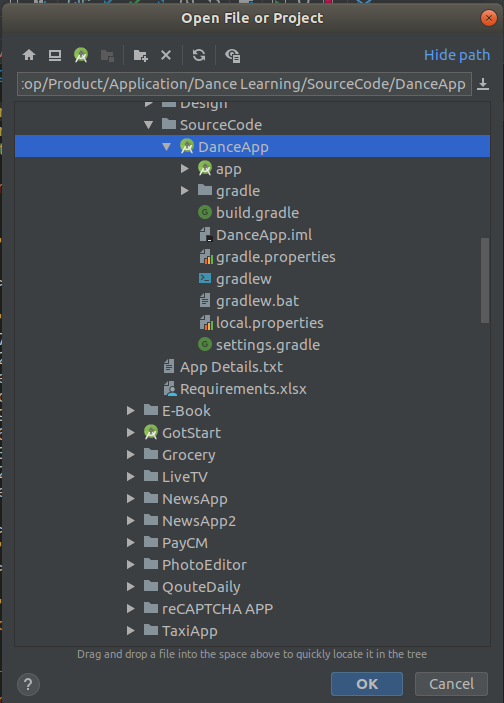 Open File or Project
Hide path
:op/Product/Application/Dance Learning/SourceCode/DanceApp
Design
SourceCode
DanceApp
app
gradle
build.gradle
DanceApp.iml
gradle.properties
gradlew
gradlew.bat
local.properties
settings.gradle
App Details.txt
Requirements.xlsx
E-Book
GotStart
Grocery
LiveTV
NewsApp
NewsApp2
PayCM
PhotoEditor
QouteDaily
reCAPTCHA APP
TaxiApp
Drag and drop a file into the space above to quickly locate it in the tree
? OK Cancel